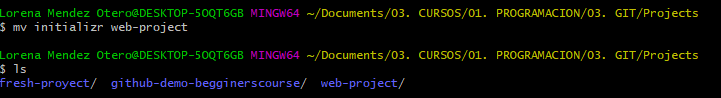 Lorena Mendez Otero@DESKTOP-5OQT6GB MINGW64 ~/Documents/03. CURSOS/01. PROGRAMACION/03. GIT/Projects
$ mv initializr web-project
Lorena Mendez Otero@DESKTOP-5OQT6GB MINGW64 ~/Documents/03. CURSOS/01. PROGRAMACION/03. GIT/Projects
$ ls
fresh-proyect/  github-demo-begginerscourse/  web-project/